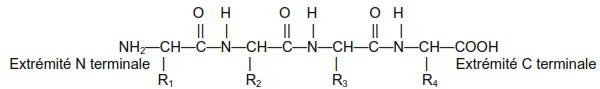 O H O H O H
NH₂—CH—C—N—CH—C—N—CH—C—N—CH—COOH
Extrémité N terminale Extrémité C terminale
R₁ R₂ R₃ R₄